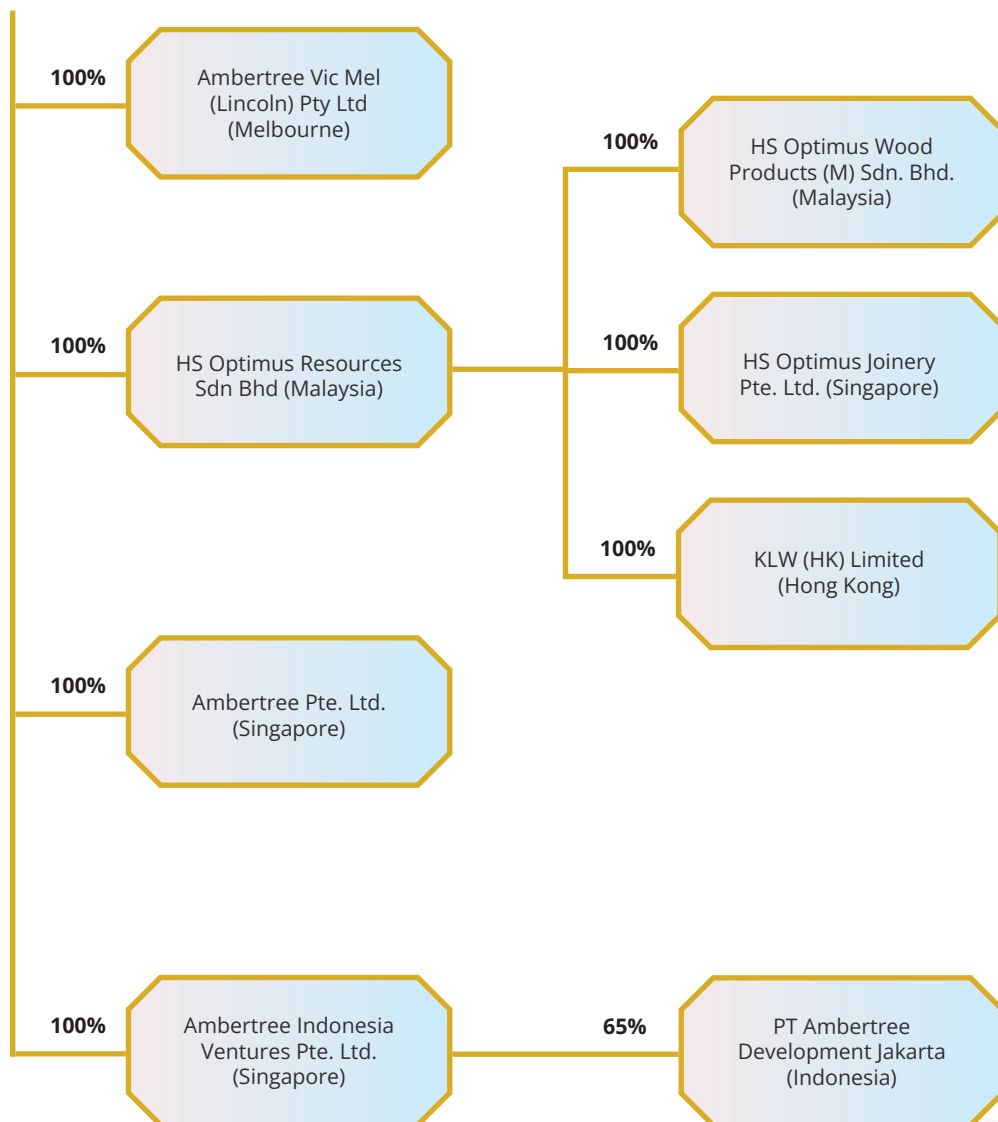 100%
Ambertree Vic Mel
(Lincoln) Pty Ltd
(Melbourne)
100%
HS Optimus Wood
Products (M) Sdn. Bhd.
(Malaysia)
100%
HS Optimus Resources
Sdn Bhd (Malaysia)
100%
HS Optimus Joinery
Pte. Ltd. (Singapore)
100%
KLW (HK) Limited
(Hong Kong)
100%
Ambertree Pte. Ltd.
(Singapore)
100%
Ambertree Indonesia
Ventures Pte. Ltd.
(Singapore)
65%
PT Ambertree
Development Jakarta
(Indonesia)